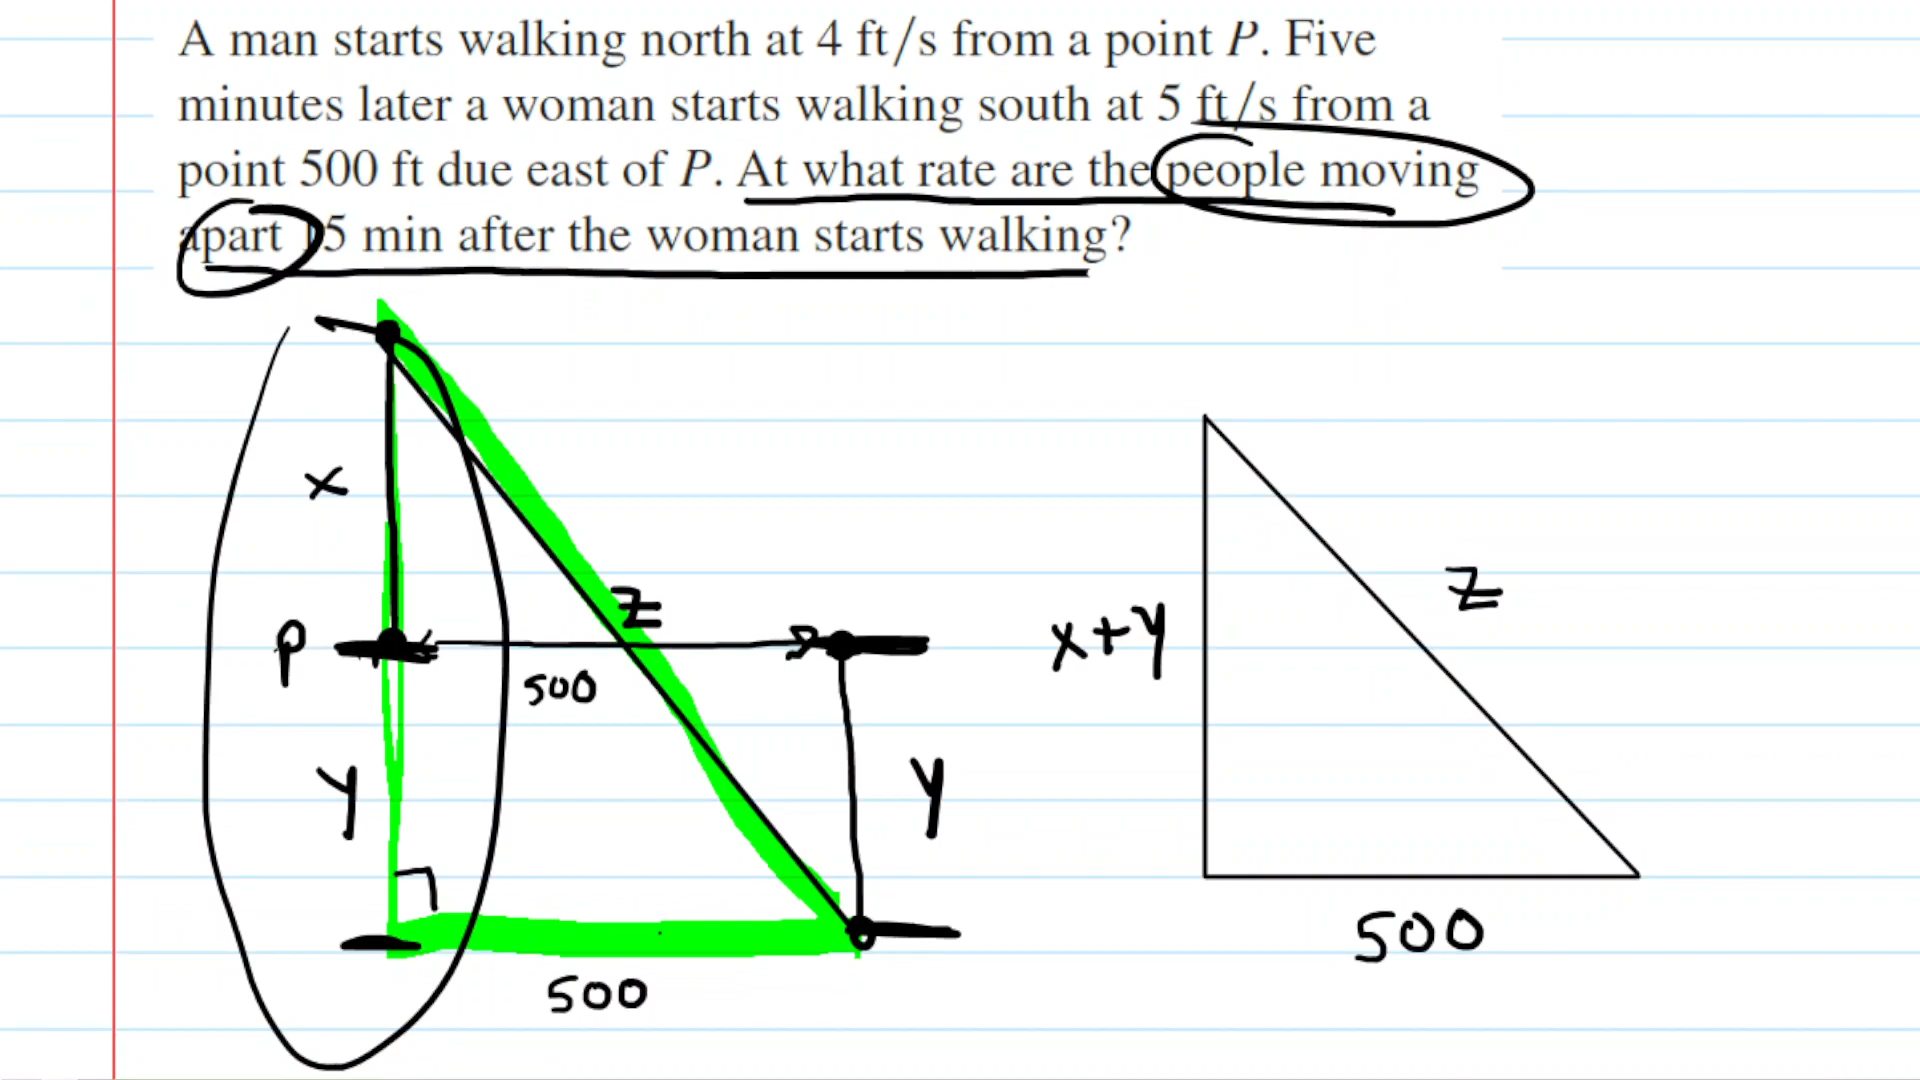 A man starts walking north at 4 ft/s from a point P. Five
minutes later a woman starts walking south at 5 ft/s from a
point 500 ft due east of P. At what rate are the people moving
apart 15 min after the woman starts walking?
x
z
z
P
x+y
500
y
y
500
500